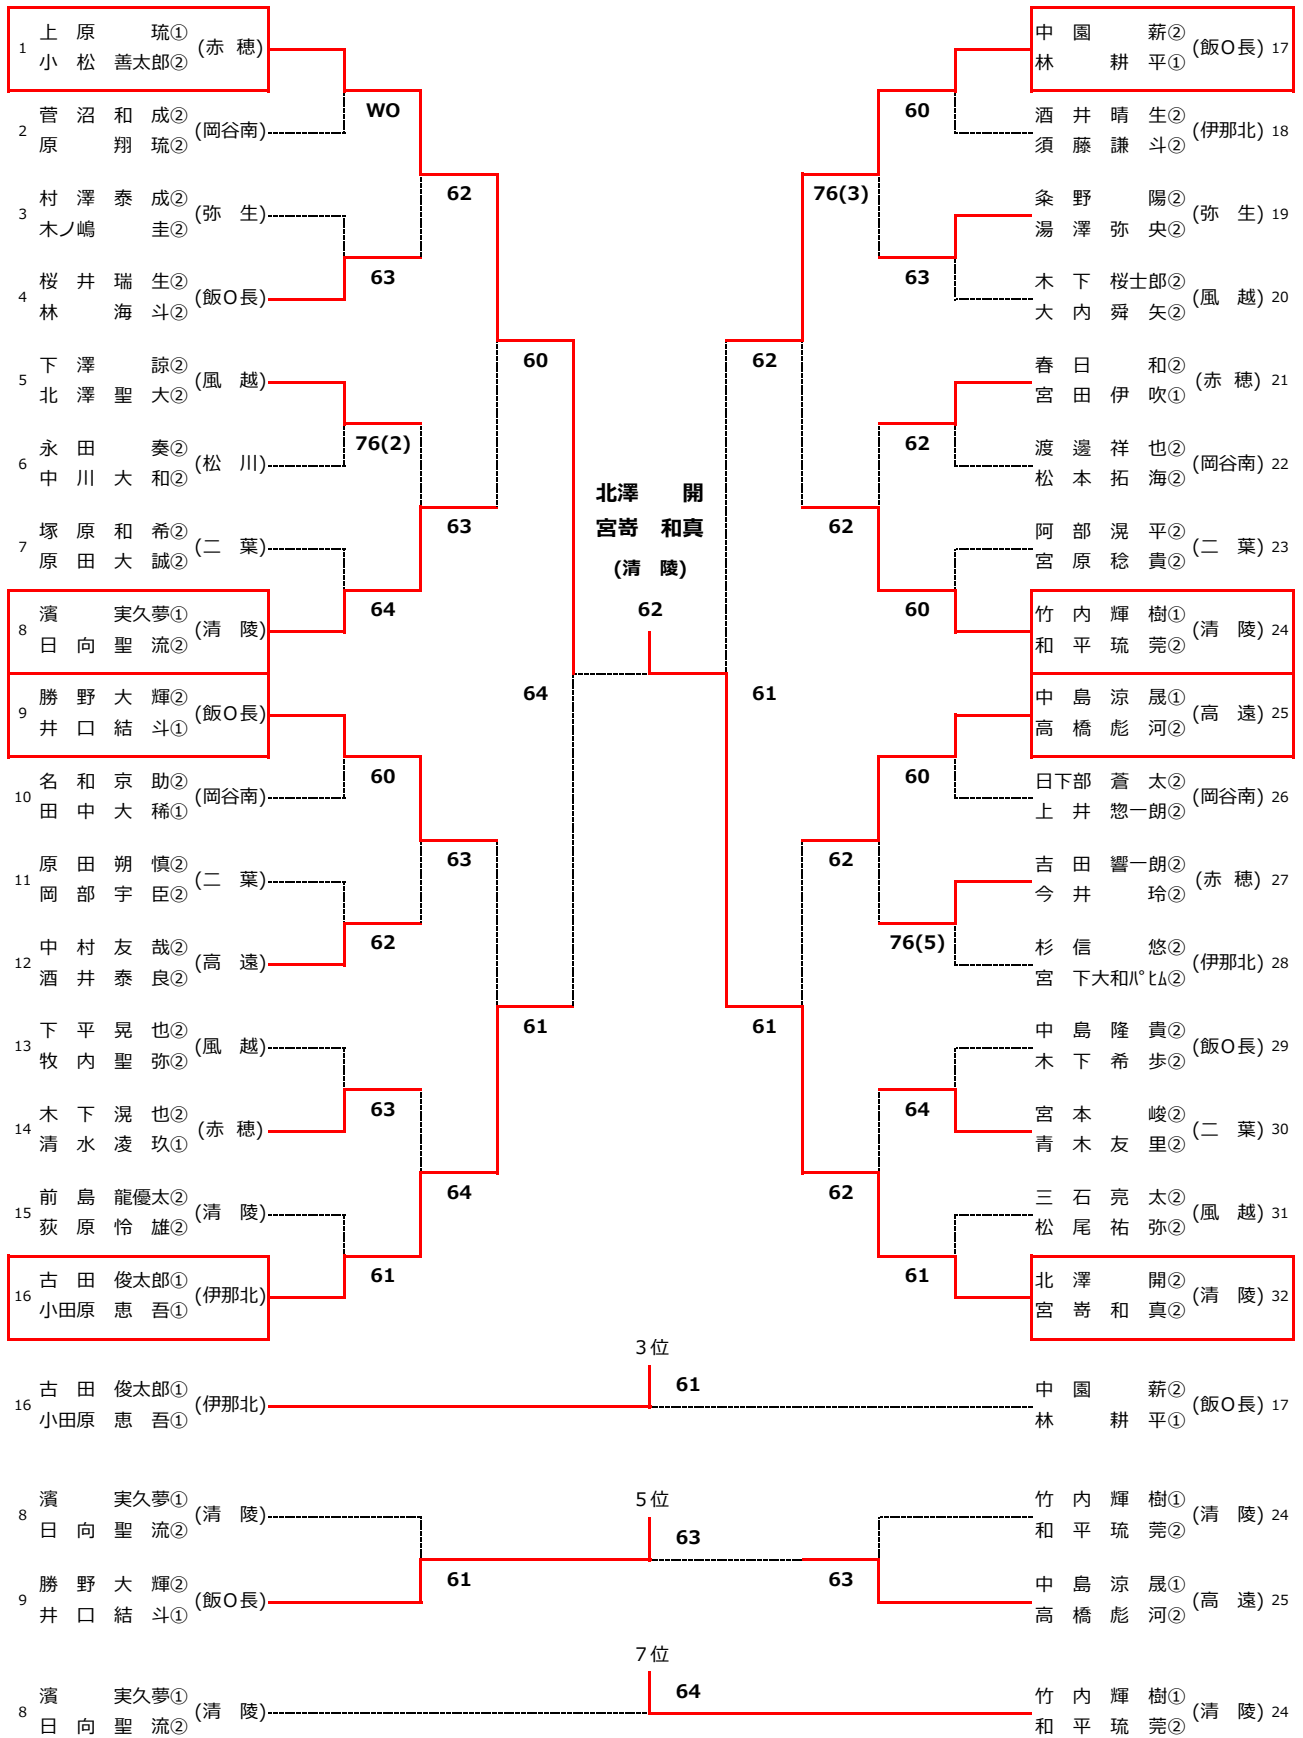 1 上原 琉① (赤穂)
小松 善太郎②
2 菅沼 和成② (岡谷南)
原 翔琉②
3 村澤 泰成② (弥生)
木ノ嶋 圭②
4 桜井 瑞生② (飯O長)
林 海斗②
5 下澤 諒② (風越)
北澤 聖大②
6 永田 奏② (松川)
中川 大和②
7 塚原 和希② (二葉)
原田 大誠②
8 濱 実久夢① (清陵)
日向 聖流②
9 勝野 大輝② (飯O長)
井口 結斗①
10 名和 京助② (岡谷南)
田中 大稀①
11 原田 朔慎② (二葉)
岡部 宇臣②
12 中村 友哉② (高遠)
酒井 泰良②
13 下平 晃也② (風越)
牧内 聖弥②
14 木下 滉也② (赤穂)
清水 凌玖①
15 前島 龍優太② (清陵)
荻原 怜雄②
16 古田 俊太郎① (伊那北)
小田原 恵吾①
WO
63
76(2)
64
60
62
63
61
62
63
63
64
60
61
64
北澤 開
宮嵜 和真
(清 陵)
62
61
62
61
76(3)
62
62
62
60
63
62
60
60
76(5)
64
61
中園 薪② (飯O長) 17
林 耕平①
酒井 晴生② (伊那北) 18
須藤 謙斗②
粂野 陽② (弥生) 19
湯澤 弥央②
木下 桜士郎② (風越) 20
大内 舜矢②
春日 和② (赤穂) 21
宮田 伊吹①
渡邊 祥也② (岡谷南) 22
松本 拓海②
阿部 滉平② (二葉) 23
宮原 稔貴②
竹内 輝樹① (清陵) 24
和平 琉莞②
中島 涼晟① (高遠) 25
高橋 彪河②
日下部 蒼太② (岡谷南) 26
上井 惣一朗②
吉田 響一朗② (赤穂) 27
今井 玲②
杉信 悠② (伊那北) 28
宮下大和ﾊﾟﾋﾑ②
中島 隆貴② (飯O長) 29
木下 希歩②
宮本 峻② (二葉) 30
青木 友里②
三石 亮太② (風越) 31
松尾 祐弥②
北澤 開② (清陵) 32
宮嵜 和真②
3位
16 古田 俊太郎① (伊那北)
小田原 恵吾①
61
中園 薪② (飯O長) 17
林 耕平①
5位
8 濱 実久夢① (清陵)
日向 聖流②
9 勝野 大輝② (飯O長)
井口 結斗①
61
63
63
竹内 輝樹① (清陵) 24
和平 琉莞②
中島 涼晟① (高遠) 25
高橋 彪河②
7位
8 濱 実久夢① (清陵)
日向 聖流②
64
竹内 輝樹① (清陵) 24
和平 琉莞②